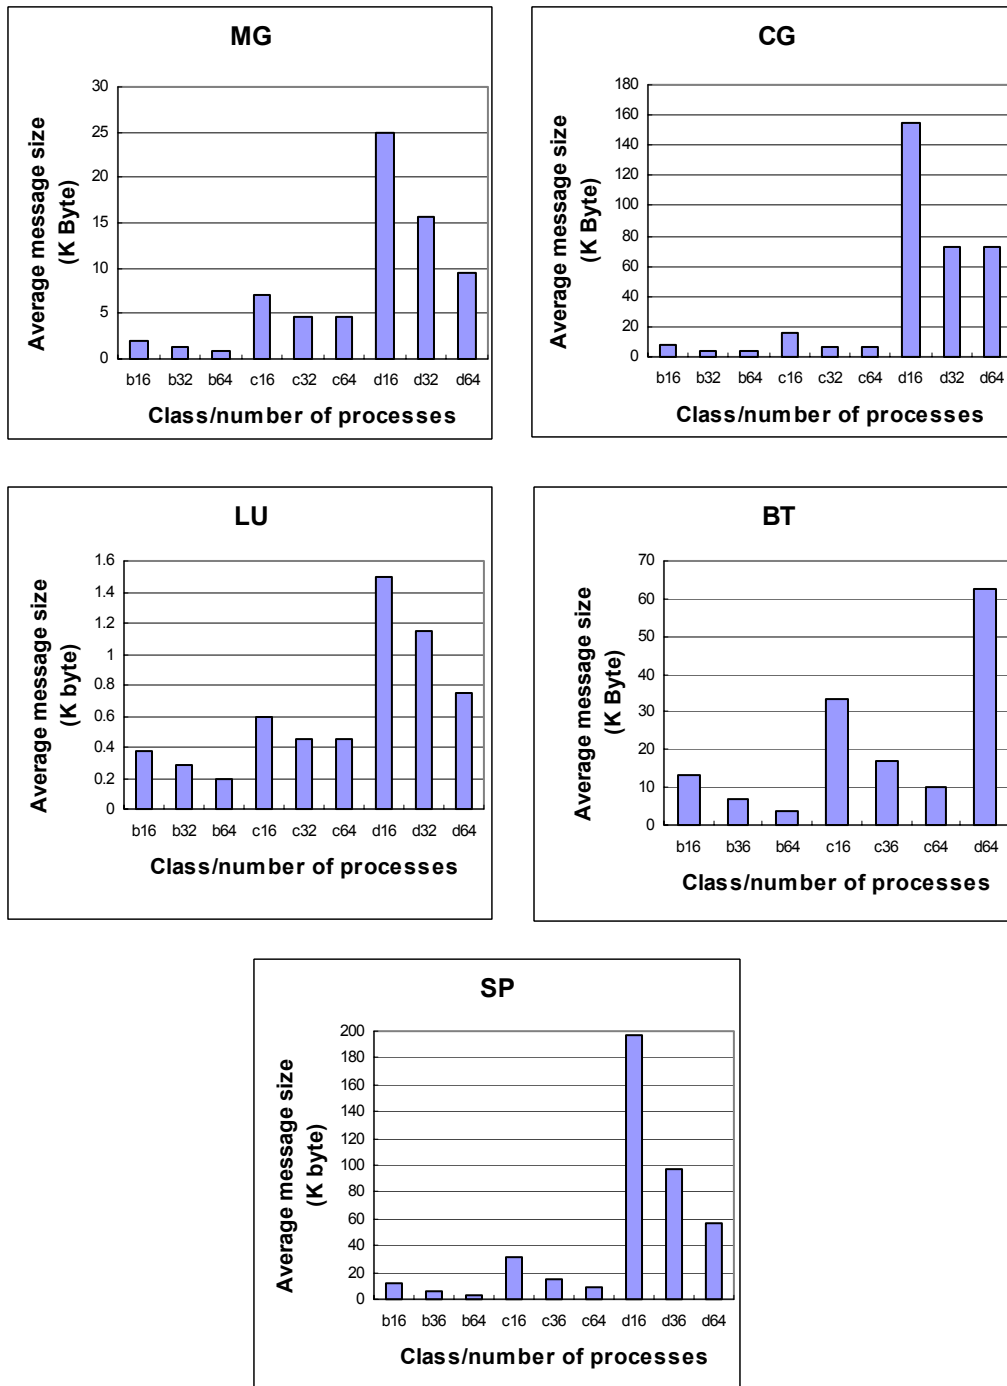 MG
Average message size
(K Byte)
30
25
20
15
10
5
0
b16 b32 b64 c16 c32 c64 d16 d32 d64
Class/number of processes
CG
Average message size
(K Byte)
180
160
140
120
100
80
60
40
20
0
b16 b32 b64 c16 c32 c64 d16 d32 d64
Class/number of processes
LU
Average message size
(K byte)
1.6
1.4
1.2
1
0.8
0.6
0.4
0.2
0
b16 b32 b64 c16 c32 c64 d16 d32 d64
Class/number of processes
BT
Average message size
(K Byte)
70
60
50
40
30
20
10
0
b16 b36 b64 c16 c36 c64 d64
Class/number of processes
SP
Average message size
(K byte)
200
180
160
140
120
100
80
60
40
20
0
b16 b36 b64 c16 c36 c64 d16 d36 d64
Class/number of processes